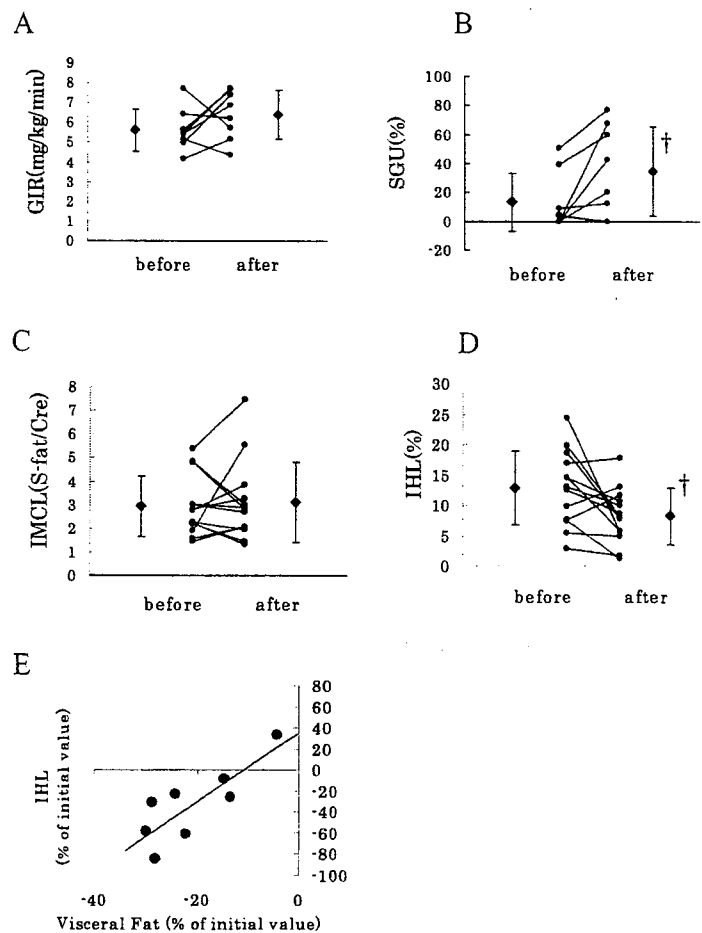 A
GIR(mg/kg/min)
9
8
7
6
5
4
3
2
1
0
before after
B
SGU(%)
100
80
60
40
20
0
-20
†
before after
C
IMCL(S-fat/Cre)
8
7
6
5
4
3
2
1
0
before after
D
IHL(%)
30
25
20
15
10
5
0
†
before after
E
IHL
(% of initial value)
80
60
40
20
0
-20
-40
-60
-80
-100
-40 -20 0
Visceral Fat (% of initial value)